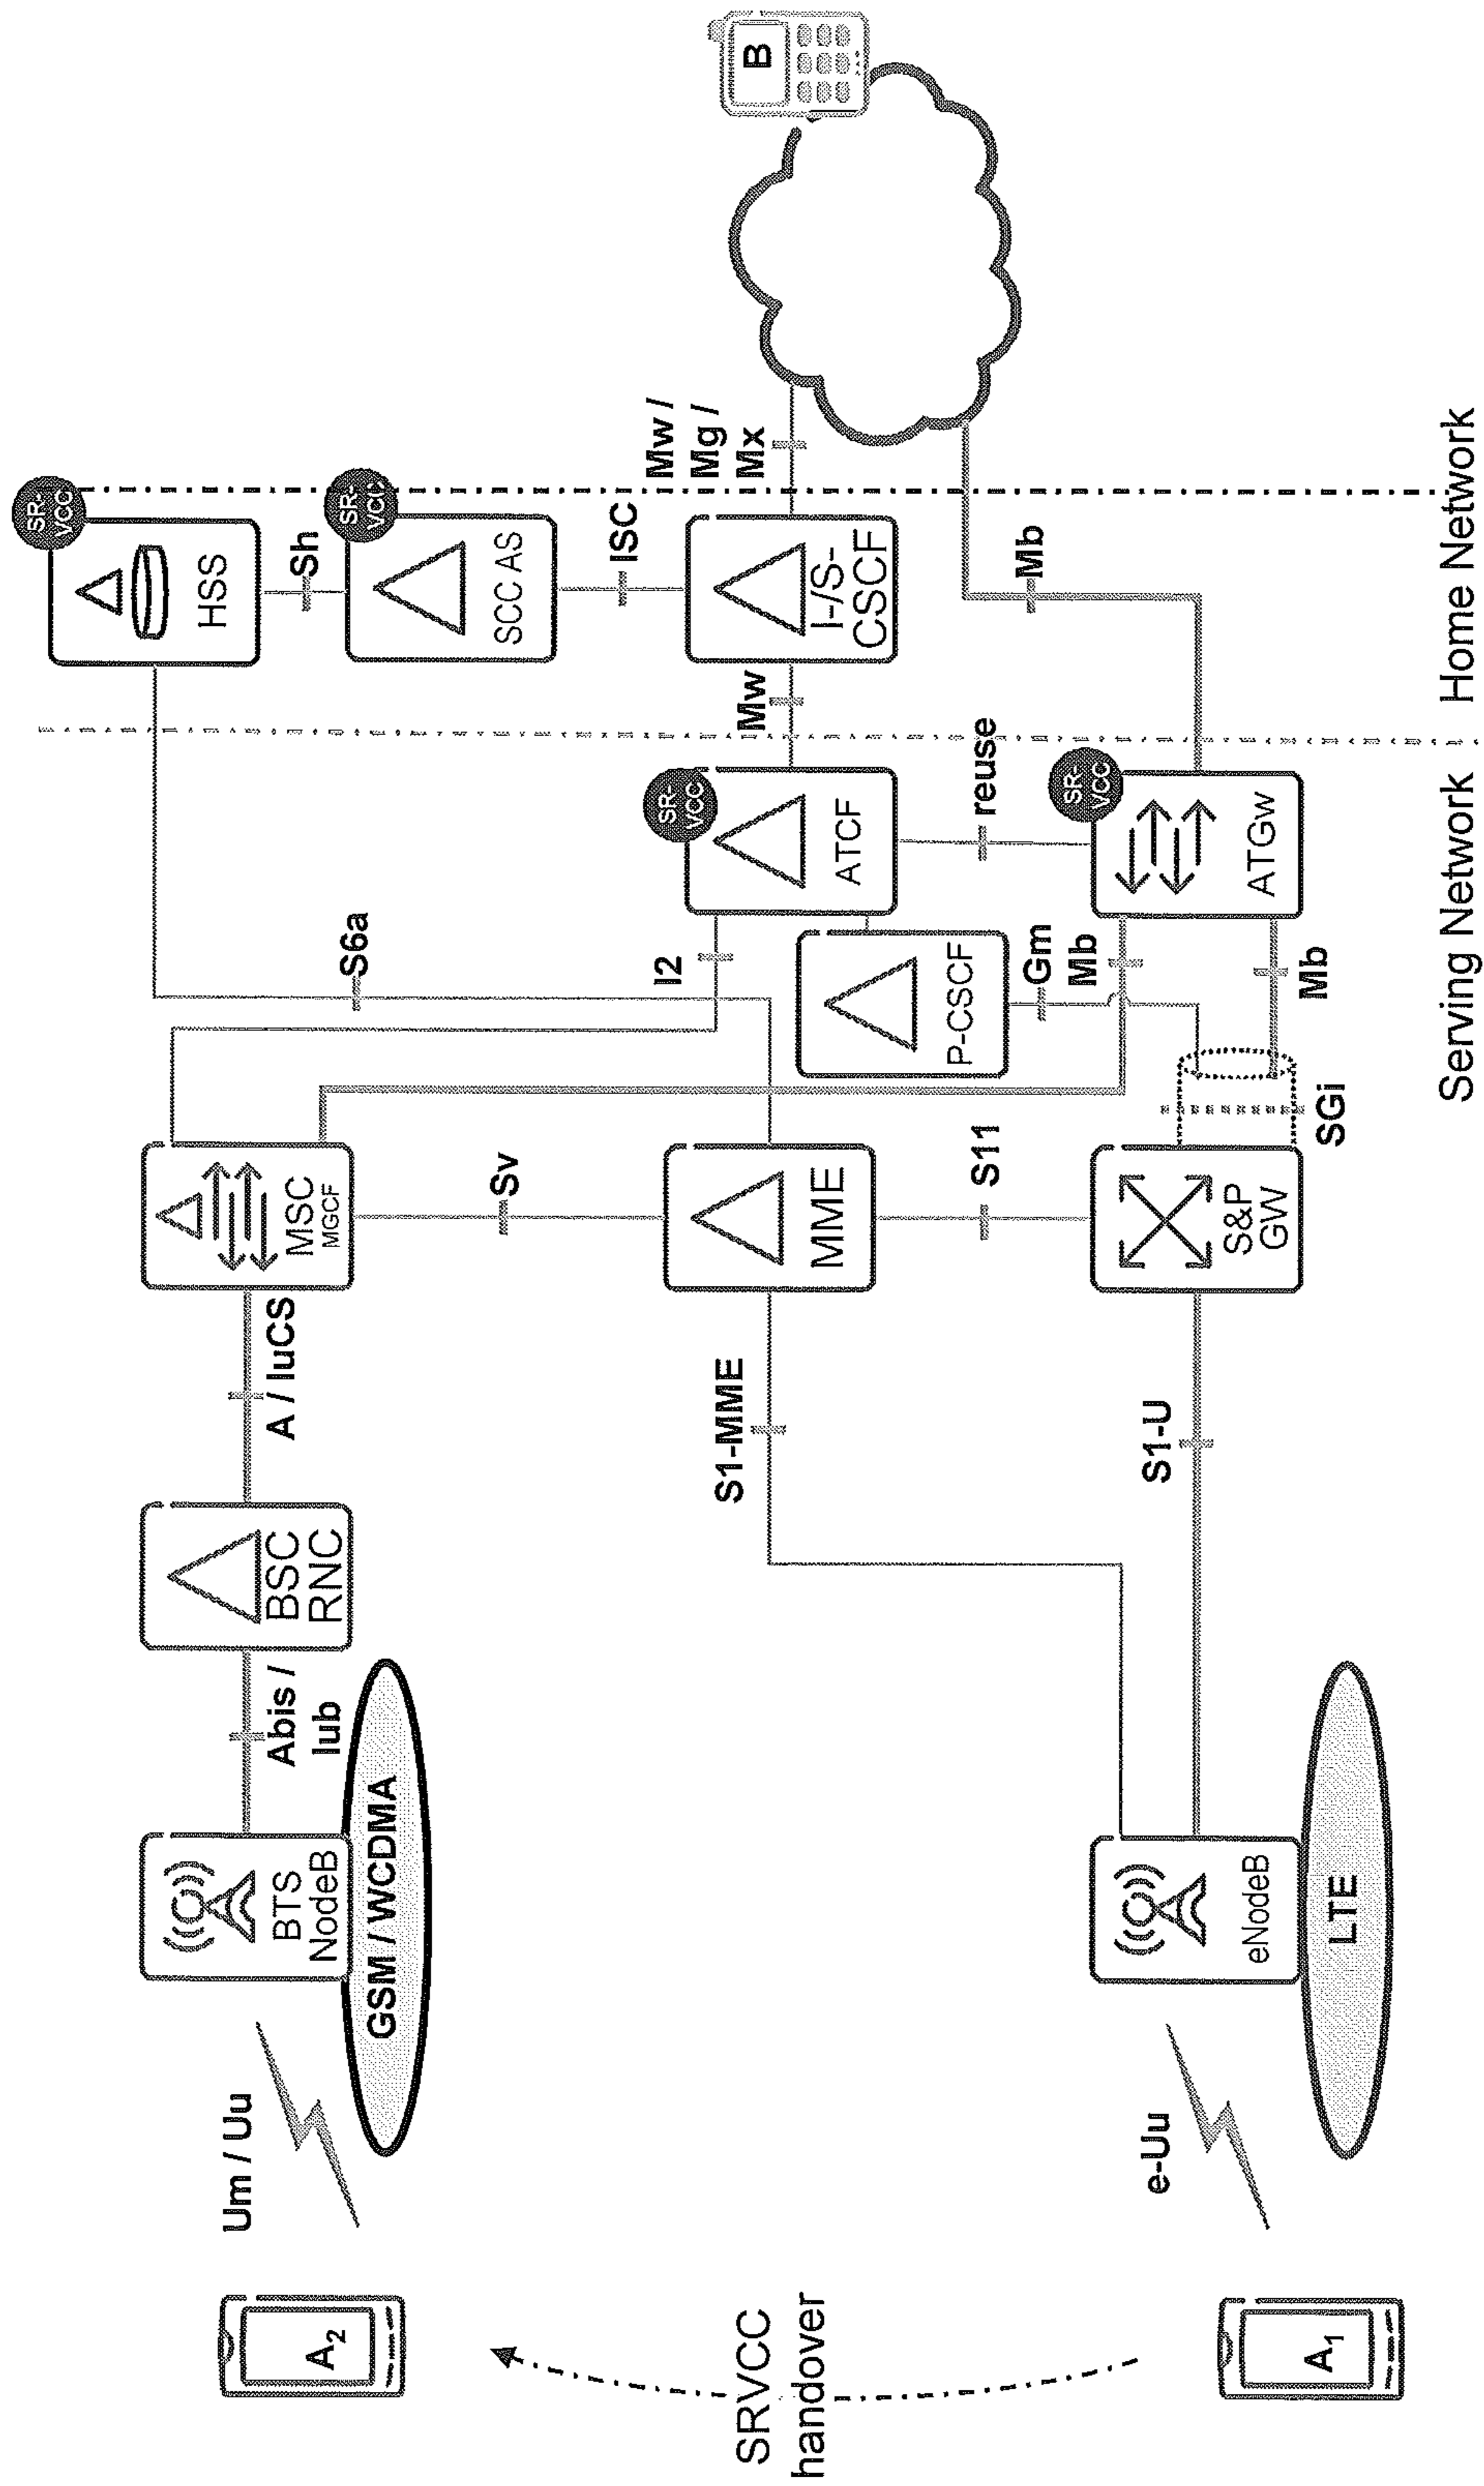 SRVCC
handover
A2
A1
Um / Uu
e-Uu
BTS
NodeB
GSM / WCDMA
eNodeB
LTE
Abis /
Iub
BSC
RNC
A / IuCS
S1-MME
S1-U
MSC
MGCF
Sv
MME
S11
S&P
GW
SGi
S6a
I2
P-CSCF
Gm
Mb
Mb
SR-
VCC
ATCF
reuse
SR-
VCC
ATGw
Mw
SR-
VCC
HSS
Sh
SR-
VCC
SCC AS
ISC
I-/S-
CSCF
Mb
Mw /
Mg /
Mx
B
Serving Network
Home Network